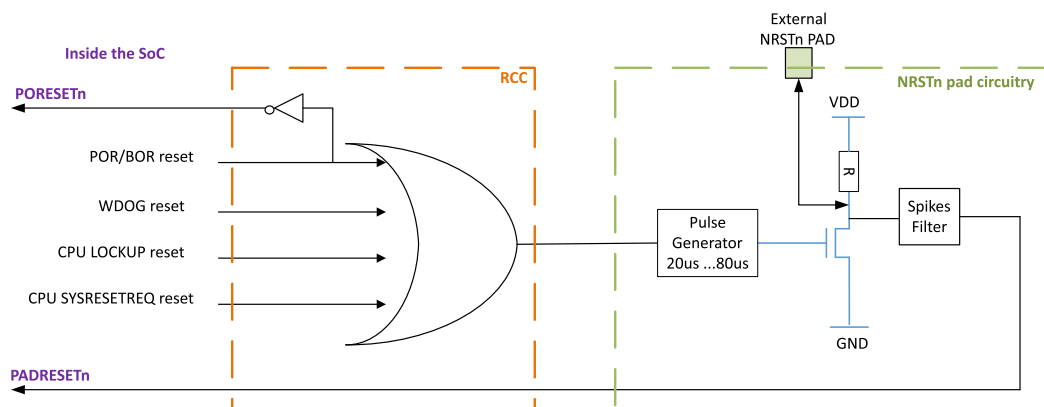 External
NRSTn PAD
Inside the SoC
RCC
NRSTn pad circuitry
PORESETn
VDD
POR/BOR reset
R
WDOG reset
Spikes
Filter
Pulse
Generator
20us ...80us
CPU LOCKUP reset
CPU SYSRESETREQ reset
GND
PADRESETn